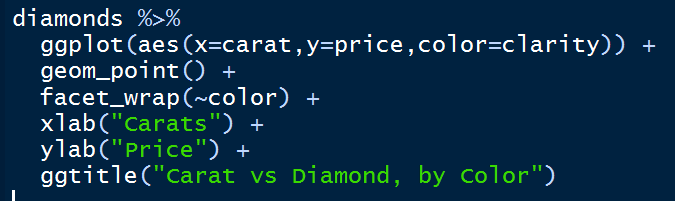 diamonds %>%
  ggplot(aes(x=carat,y=price,color=clarity)) +
  geom_point() +
  facet_wrap(~color) +
  xlab("Carats") +
  ylab("Price") +
  ggtitle("Carat vs Diamond, by Color")